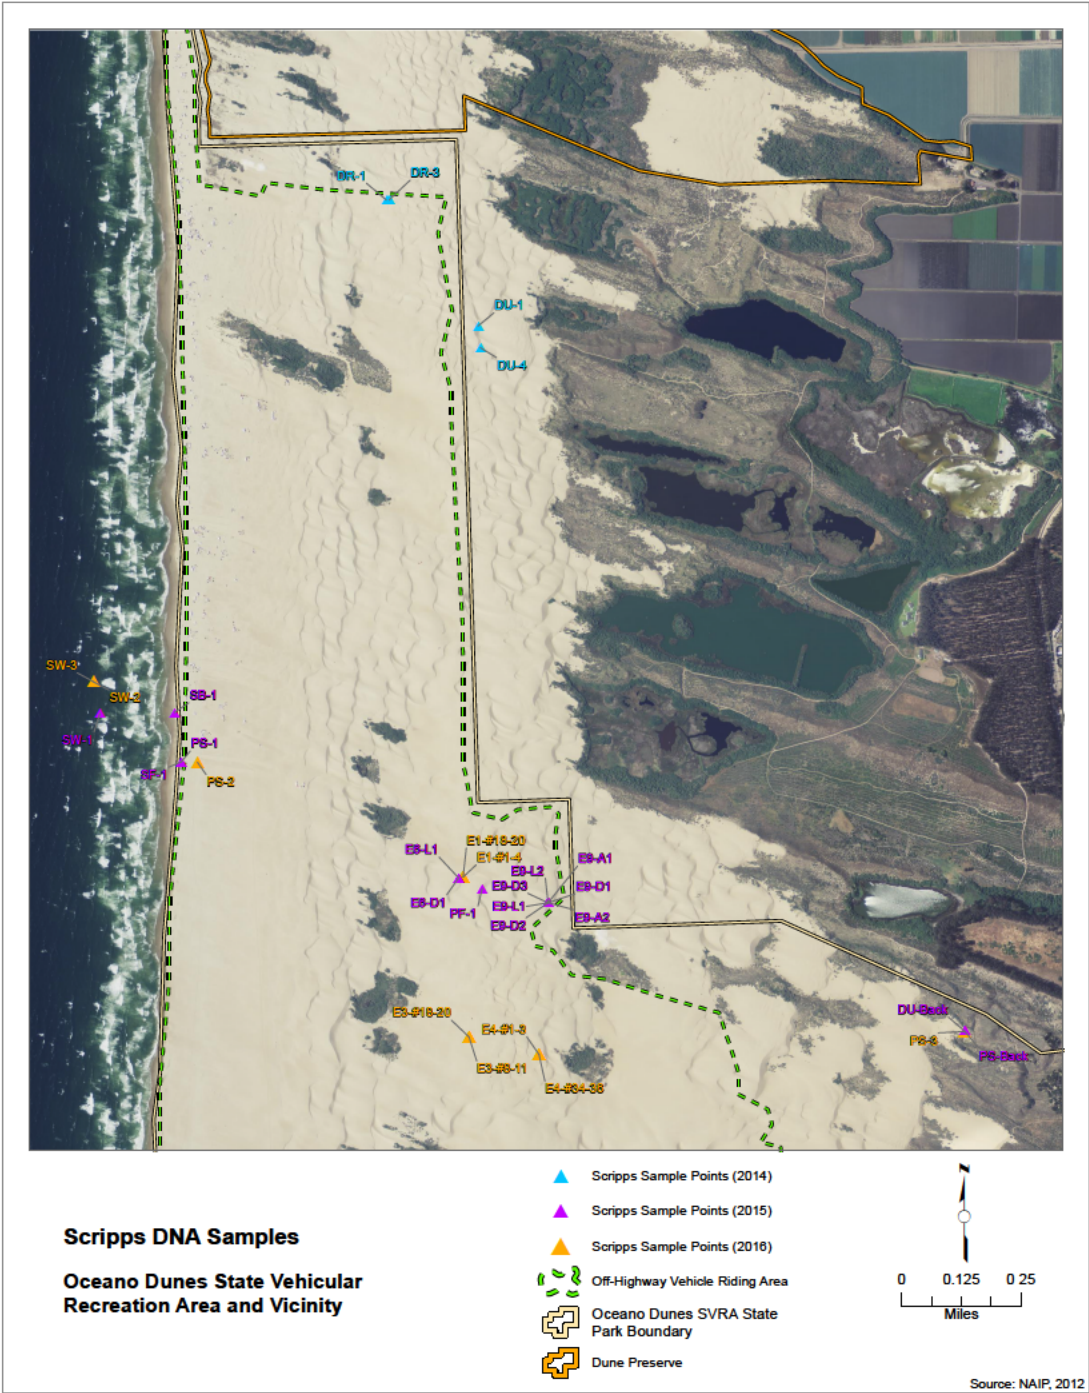 DR-1
DR-3
DU-1
DU-4
SW-3
SW-2
SB-1
SW-1
PS-1
SF-1
PS-2
E1-#18-20
E6-L1
E1-#1-4
E9-A1
E9-L2
E9-D3
E9-D1
E6-D1
E9-L1
PF-1
E9-A2
E9-D2
DU-Back
E3-#18-20
E4-#1-3
PS-3
PS-Back
E3-#8-11
E4-#34-36
Scripps DNA Samples
Oceano Dunes State Vehicular
Recreation Area and Vicinity
Scripps Sample Points (2014)
Scripps Sample Points (2015)
Scripps Sample Points (2016)
Off-Highway Vehicle Riding Area
Oceano Dunes SVRA State
Park Boundary
Dune Preserve
N
0 0.125 0 25
Miles
Source: NAIP, 2012